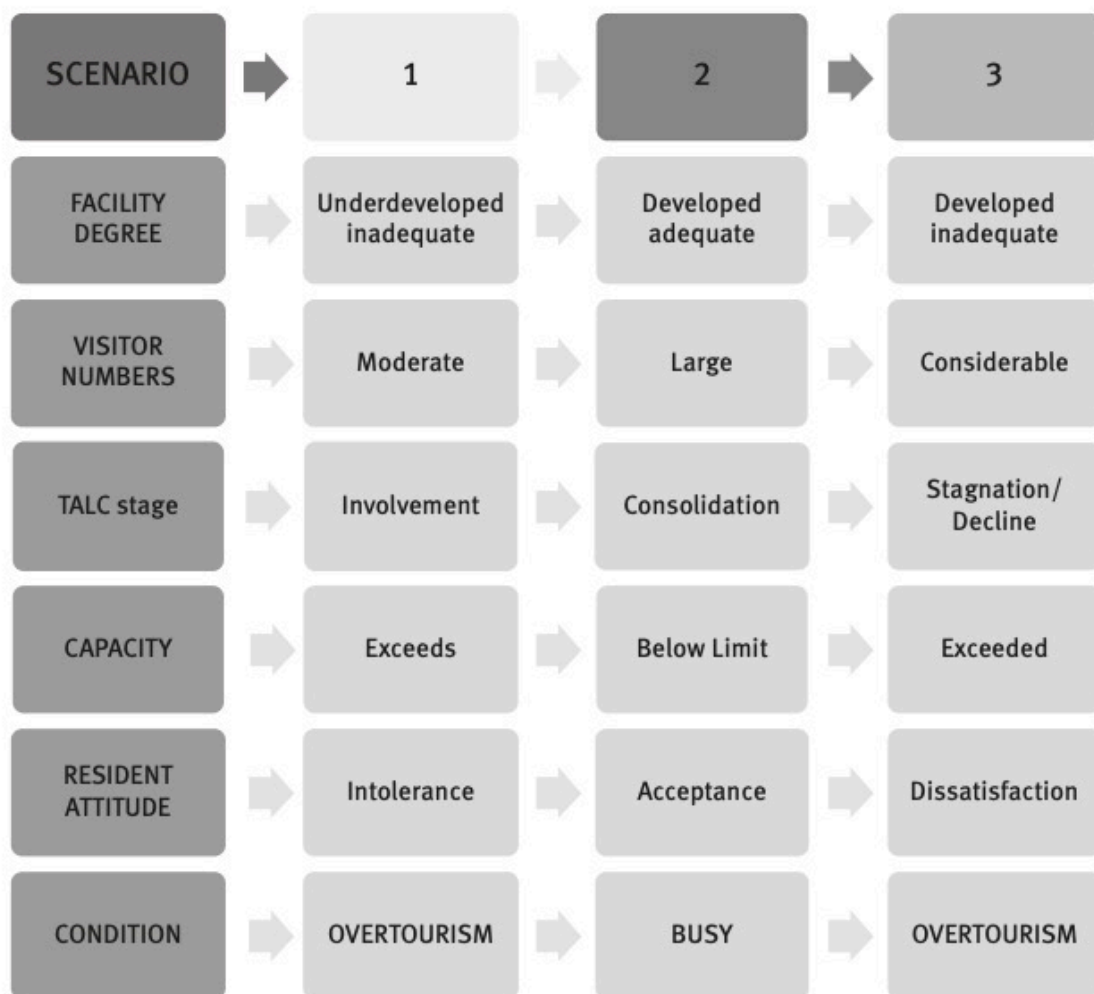 SCENARIO
1
2
3
FACILITY
DEGREE
Underdeveloped
inadequate
Developed
adequate
Developed
inadequate
VISITOR
NUMBERS
Moderate
Large
Considerable
TALC stage
Involvement
Consolidation
Stagnation/
Decline
CAPACITY
Exceeds
Below Limit
Exceeded
RESIDENT
ATTITUDE
Intolerance
Acceptance
Dissatisfaction
CONDITION
OVERTOURISM
BUSY
OVERTOURISM